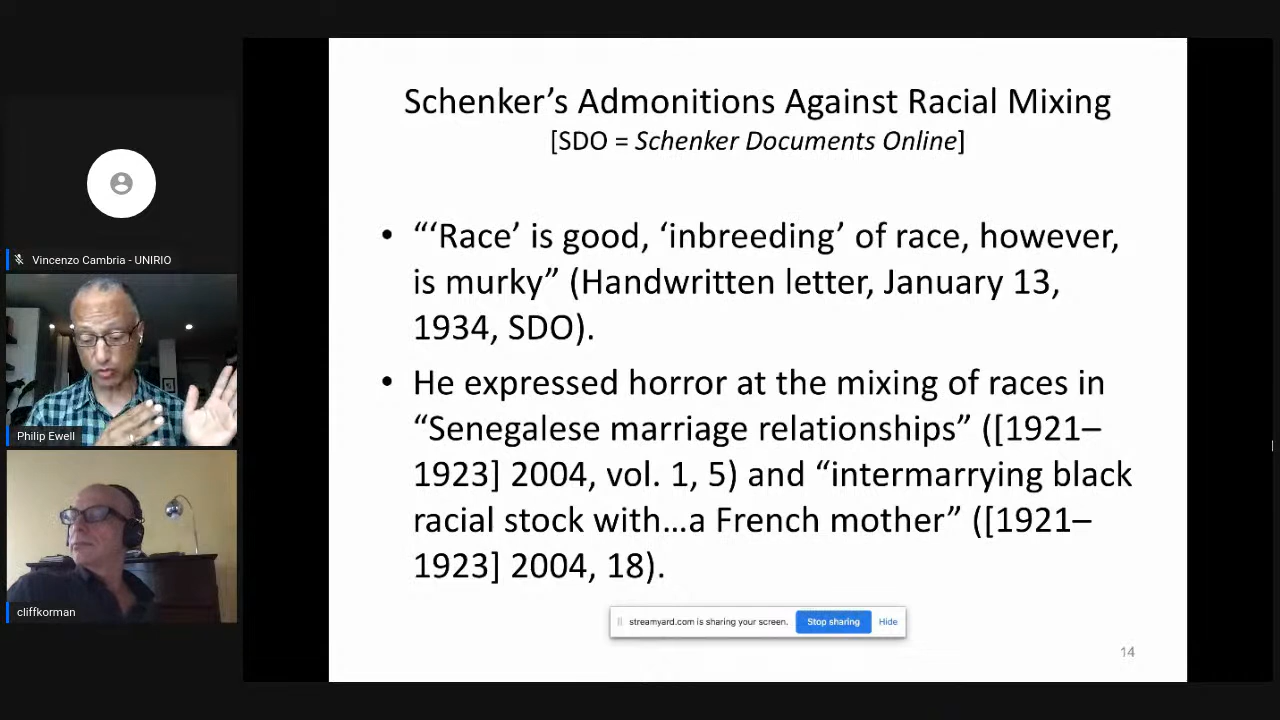 Schenker’s Admonitions Against Racial Mixing
[SDO = Schenker Documents Online]
• “‘Race’ is good, ‘inbreeding’ of race, however,
is murky” (Handwritten letter, January 13,
1934, SDO).
• He expressed horror at the mixing of races in
“Senegalese marriage relationships” ([1921–
1923] 2004, vol. 1, 5) and “intermarrying black
racial stock with…a French mother” ([1921–
1923] 2004, 18).
streamyard.com is sharing your screen. Stop sharing Hide
14
Vincenzo Cambria - UNIRIO
Philip Ewell
cliffkorman